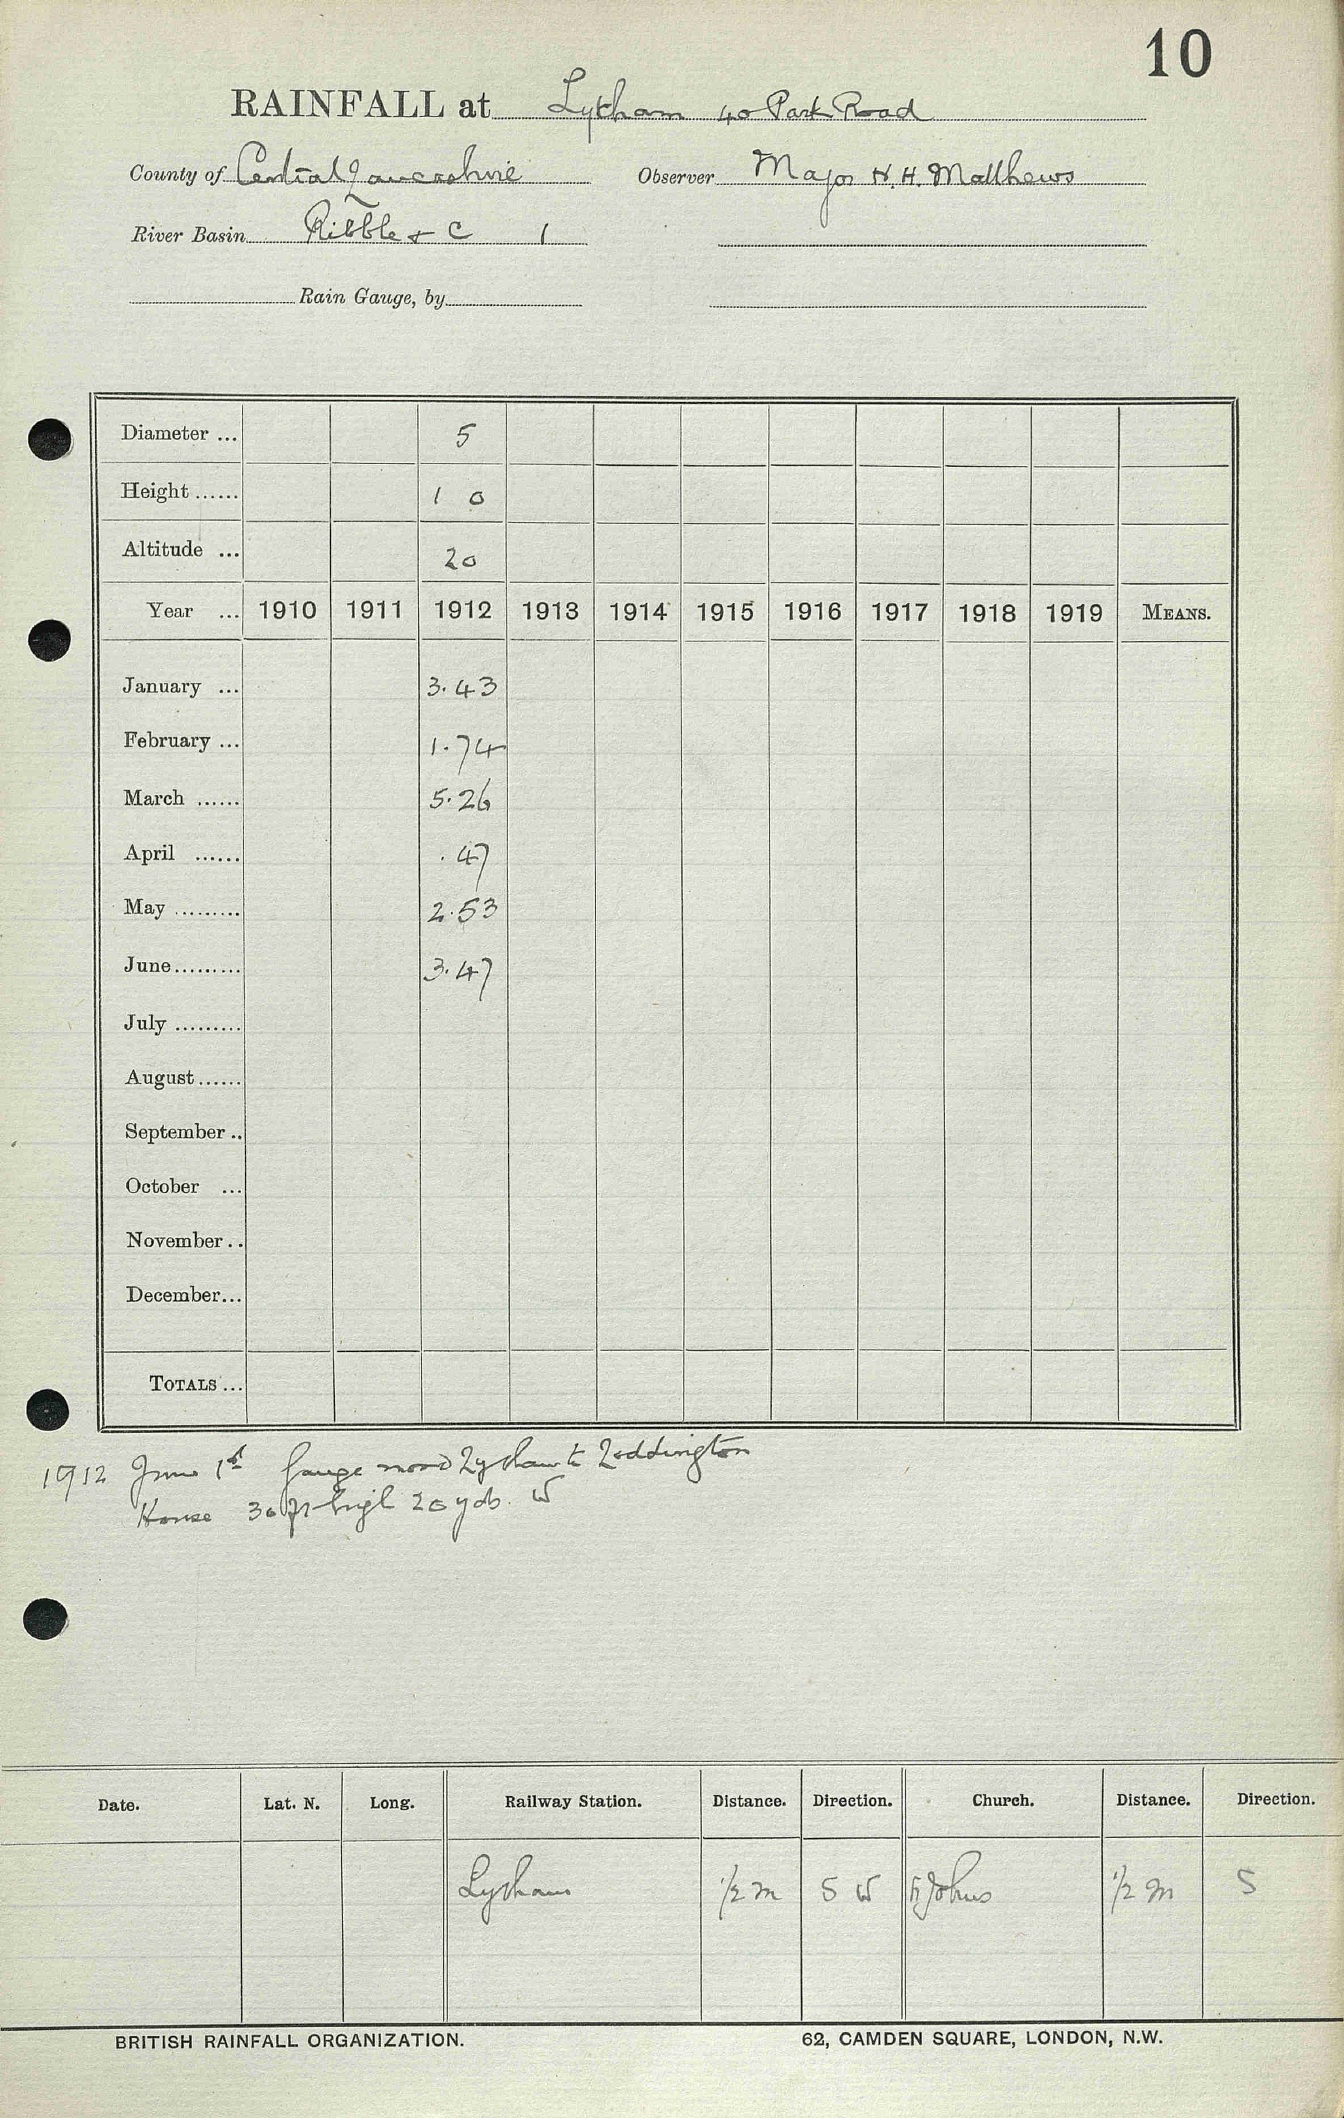 10
RAINFALL at Lytham 40 Park Road
County of Central Lancashire Observer Major H. H. Matthews
River Basin Ribble & C 1
Rain Gauge, by
Diameter ... 5
Height ...... 1 0
Altitude ... 20
Year ... 1910 1911 1912 1913 1914 1915 1916 1917 1918 1919 MEANS.
January ... 3.43
February ... 1.74
March ...... 5.26
April ...... .47
May ......... 2.53
June......... 3.47
July .........
August......
September ..
October ...
November ..
December...
TOTALS ...
1912 June 1st Gauge Lytham to
House 30 ft high 20 yds. W
Date. Lat. N. Long. Railway Station. Distance. Direction. Church. Distance. Direction.
Lytham 1/2 m S W St Johns 1/2 m S
BRITISH RAINFALL ORGANIZATION. 62, CAMDEN SQUARE, LONDON, N.W.